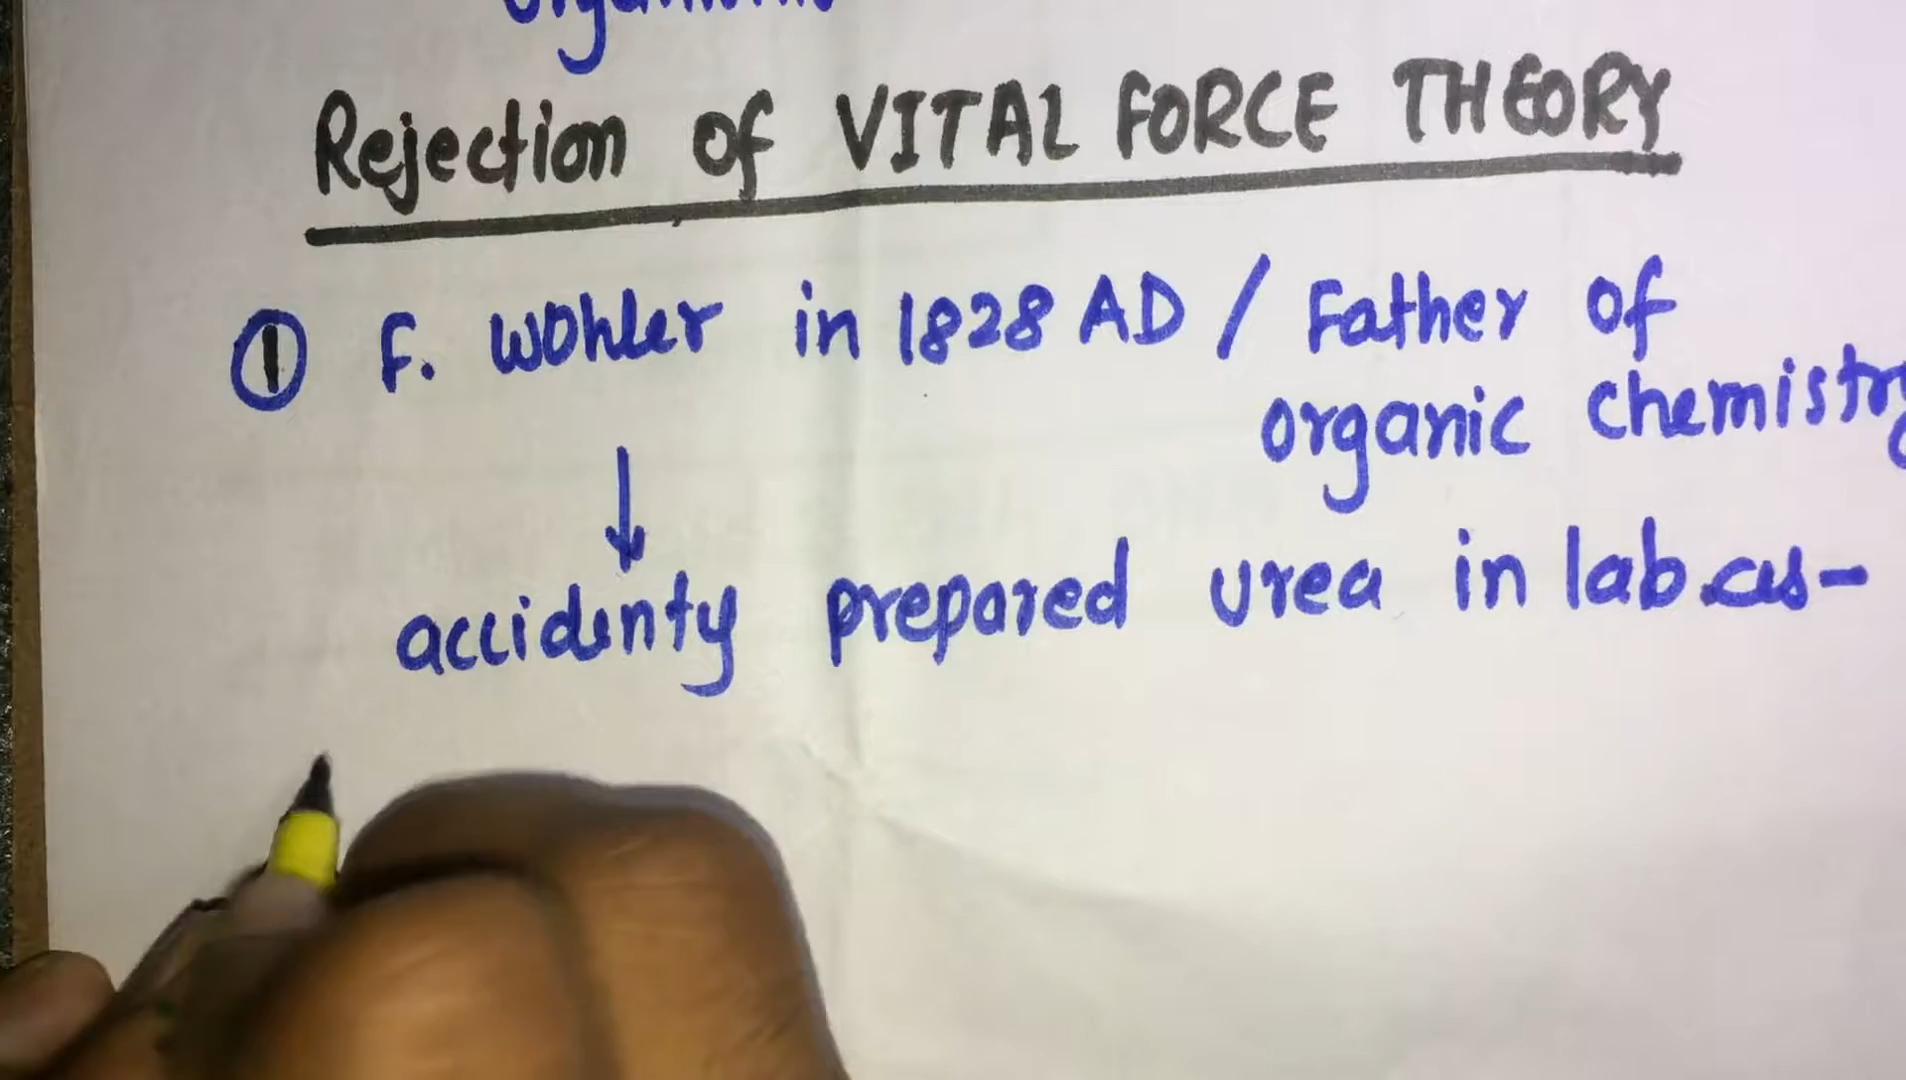 Rejection of VITAL FORCE THEORY
① F. WOhler in 1828 AD / Father of
organic chemistry
↓
accidenty prepared urea in lab as-